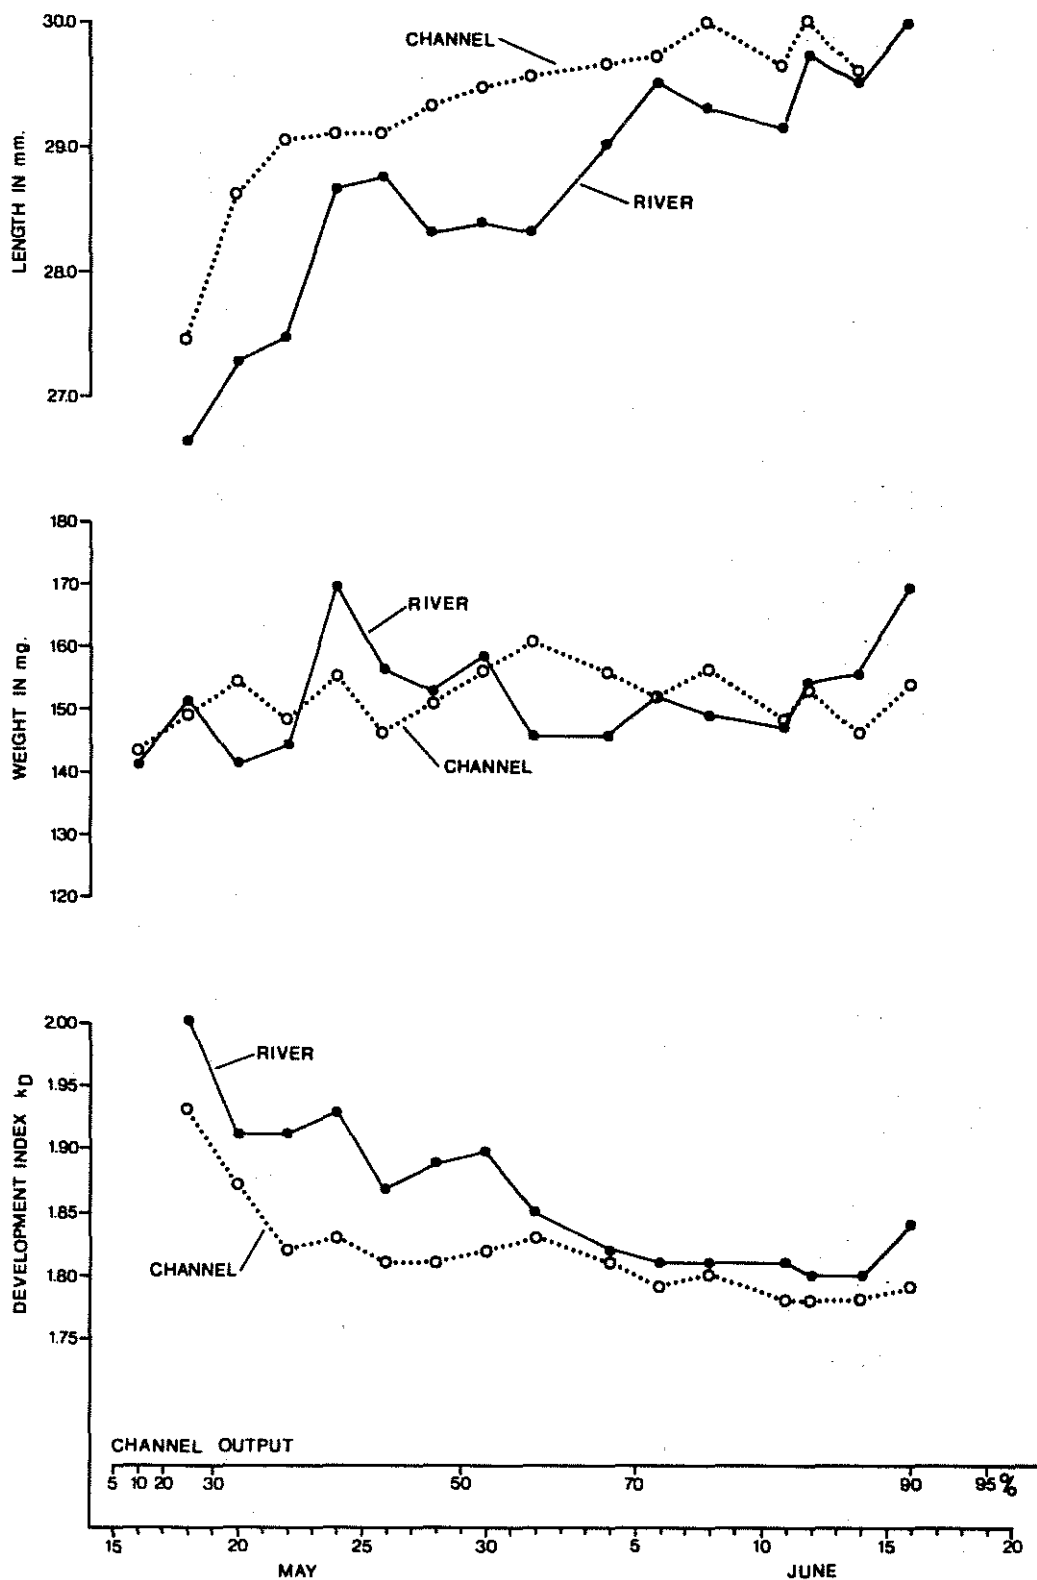 30.0
CHANNEL
29.0
RIVER
28.0
27.0
LENGTH IN mm.
180
170
RIVER
160
150
CHANNEL
140
130
120
WEIGHT IN mg.
2.00
RIVER
1.95
1.90
1.85
CHANNEL
1.80
1.75
DEVELOPMENT INDEX kD
CHANNEL OUTPUT
5 10 20 30 50 70 90 95 %
15 20 25 30 5 10 15 20
MAY JUNE